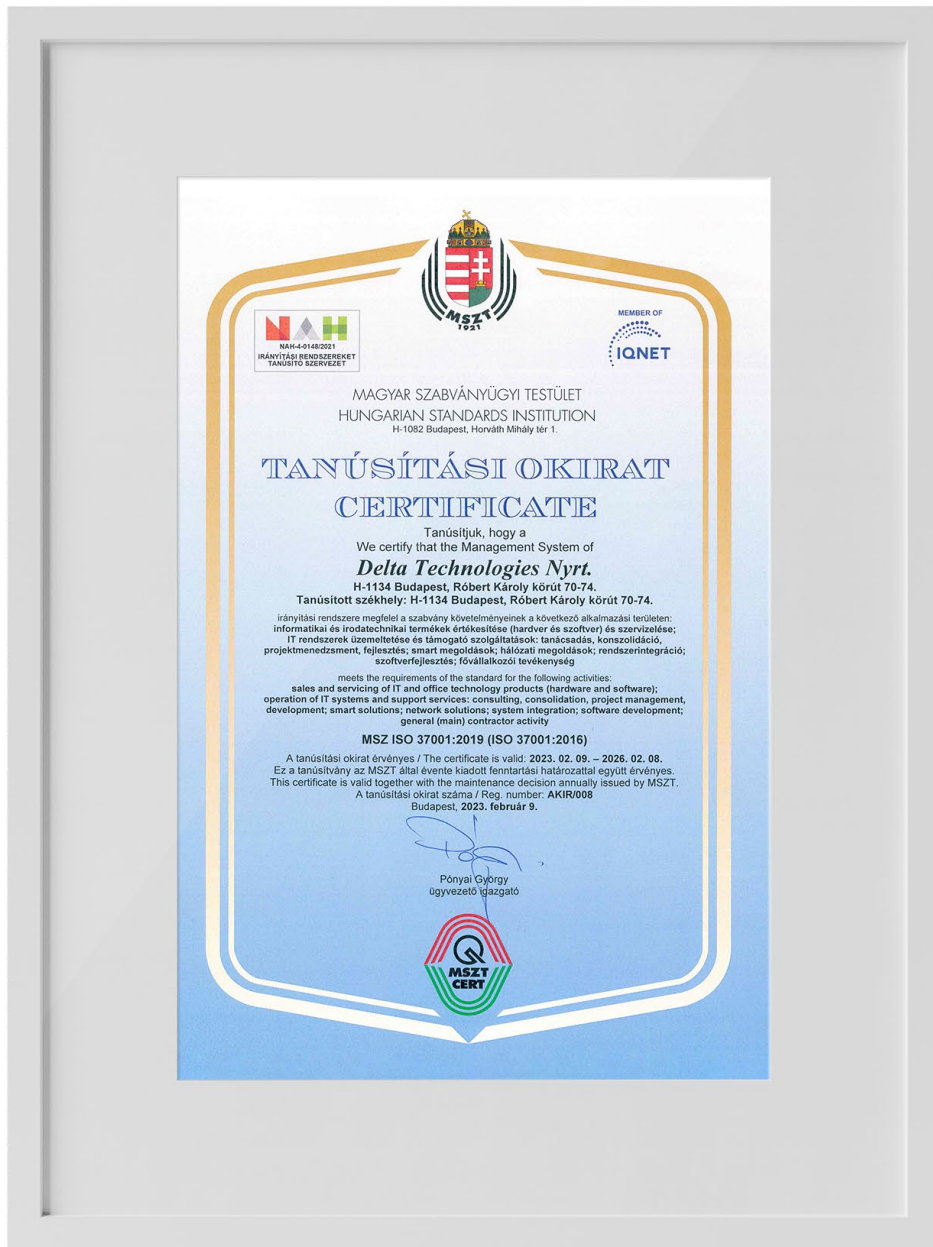 MSZT
1921
NAH
NAH-4-0148/2021
IRÁNYÍTÁSI RENDSZEREKET
TANÚSÍTÓ SZERVEZET
MEMBER OF
IQNET
MAGYAR SZABVÁNYÜGYI TESTÜLET
HUNGARIAN STANDARDS INSTITUTION
H-1082 Budapest, Horváth Mihály tér 1.
TANÚSÍTÁSI OKIRAT
CERTIFICATE
Tanúsítjuk, hogy a
We certify that the Management System of
Delta Technologies Nyrt.
H-1134 Budapest, Róbert Károly körút 70-74.
Tanúsított székhely: H-1134 Budapest, Róbert Károly körút 70-74.
irányítási rendszere megfelel a szabvány követelményeinek a következő alkalmazási területen:
informatikai és irodatechnikai termékek értékesítése (hardver és szoftver) és szervizelése;
IT rendszerek üzemeltetése és támogató szolgáltatások: tanácsadás, konszolidáció,
projektmenedzsment, fejlesztés; smart megoldások; hálózati megoldások; rendszerintegráció;
szoftverfejlesztés; fővállalkozói tevékenység
meets the requirements of the standard for the following activities:
sales and servicing of IT and office technology products (hardware and software);
operation of IT systems and support services: consulting, consolidation, project management,
development; smart solutions; network solutions; system integration; software development;
general (main) contractor activity
MSZ ISO 37001:2019 (ISO 37001:2016)
A tanúsítási okirat érvényes / The certificate is valid: 2023. 02. 09. – 2026. 02. 08.
Ez a tanúsítvány az MSZT által évente kiadott fenntartási határozattal együtt érvényes.
This certificate is valid together with the maintenance decision annually issued by MSZT.
A tanúsítási okirat száma / Reg. number: AKIR/008
Budapest, 2023. február 9.
Pónyai György
ügyvezető igazgató
MSZT
CERT